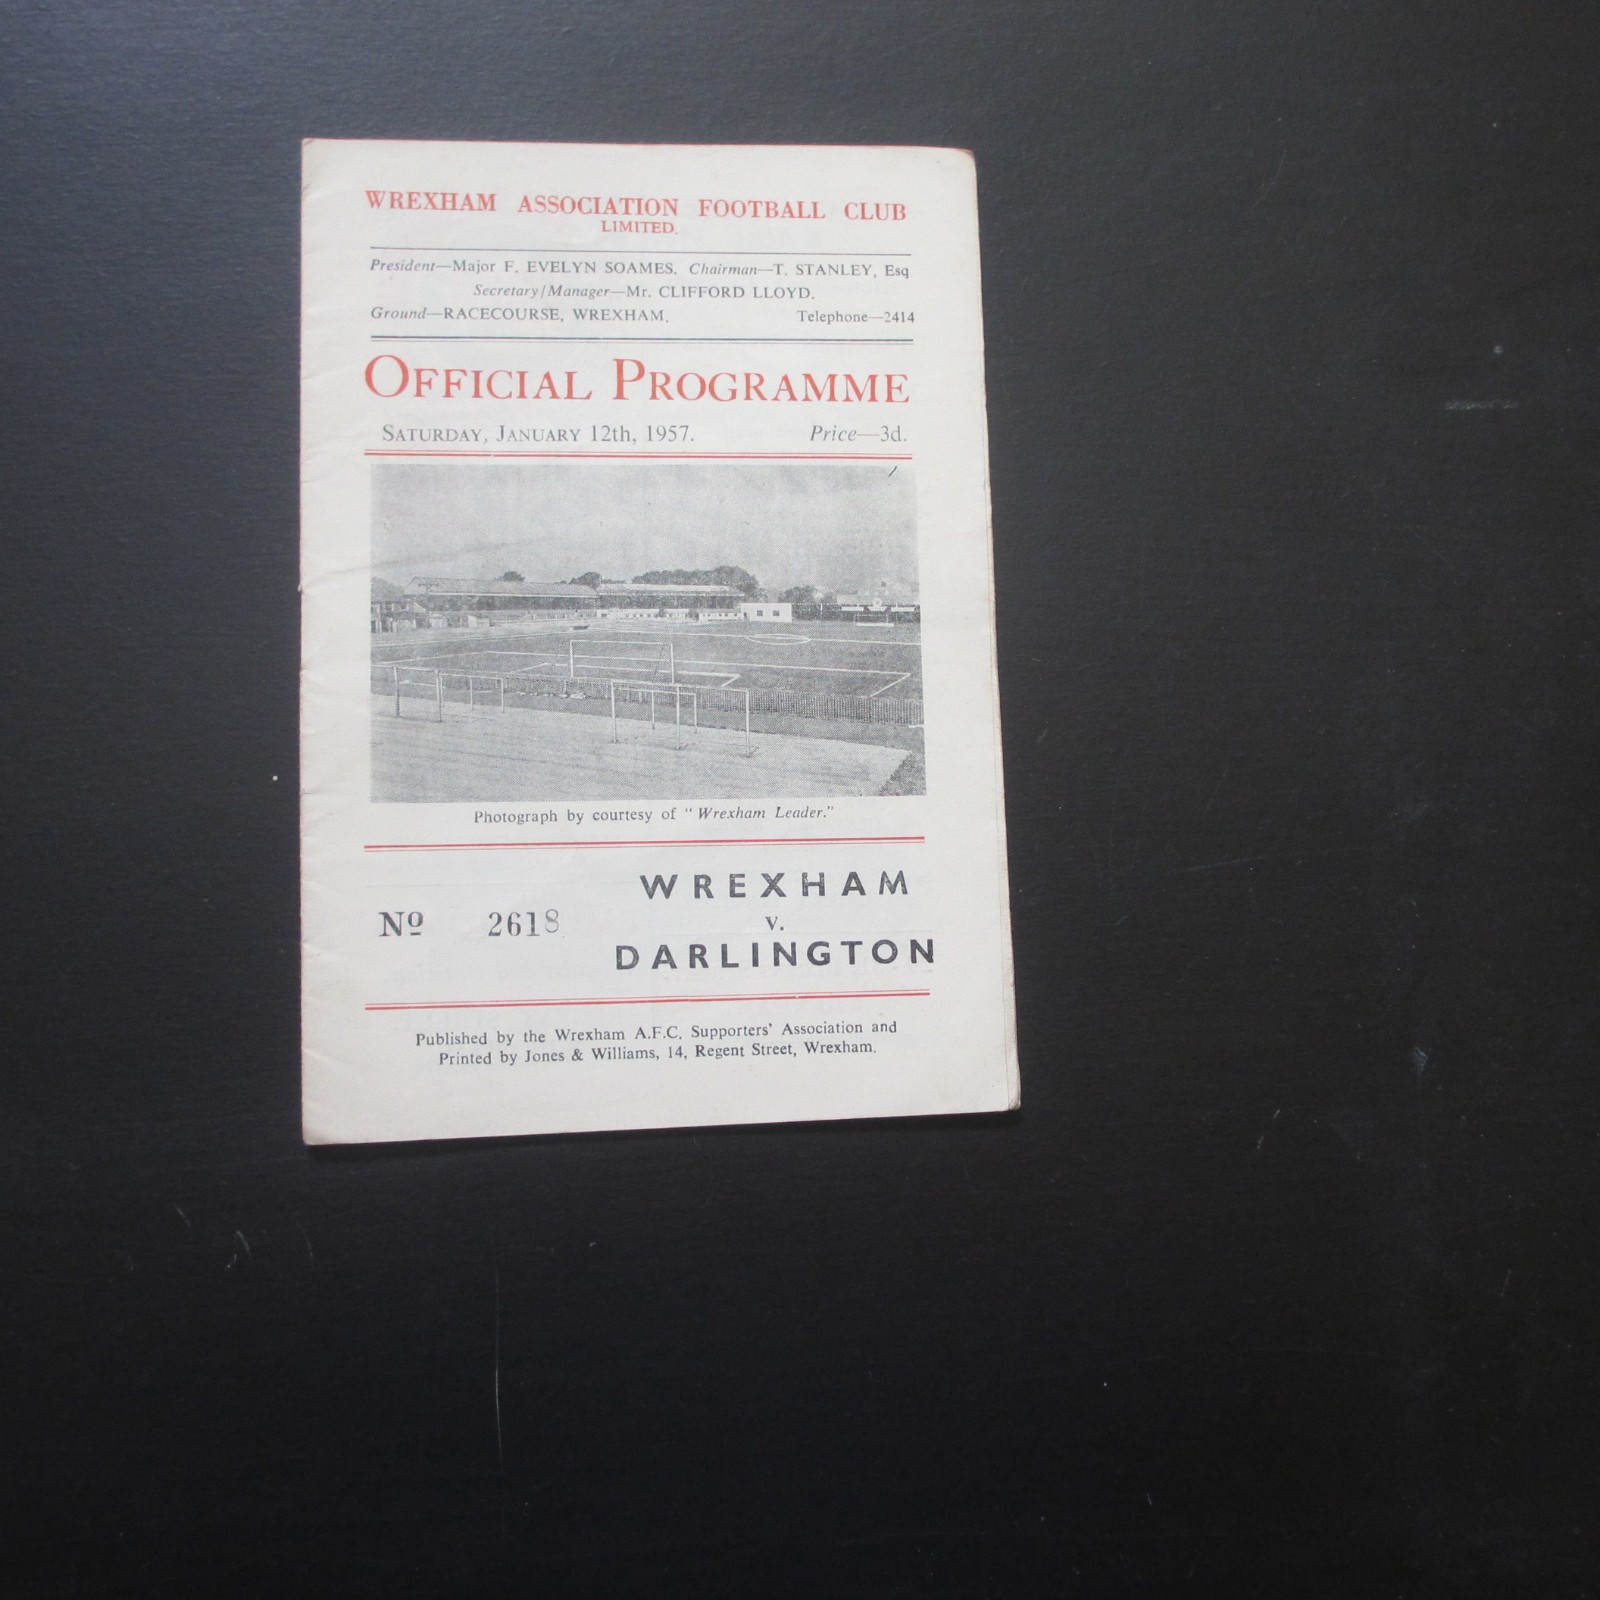 WREXHAM ASSOCIATION FOOTBALL CLUB
LIMITED.
President—Major F. EVELYN SOAMES. Chairman—T. STANLEY, Esq
Secretary/Manager—Mr. CLIFFORD LLOYD.
Ground—RACECOURSE, WREXHAM. Telephone—2414
OFFICIAL PROGRAMME
SATURDAY, JANUARY 12th, 1957. Price—3d.
Photograph by courtesy of "Wrexham Leader."
WREXHAM
v.
DARLINGTON
Nº 2618
Published by the Wrexham A.F.C. Supporters' Association and
Printed by Jones & Williams, 14, Regent Street, Wrexham.